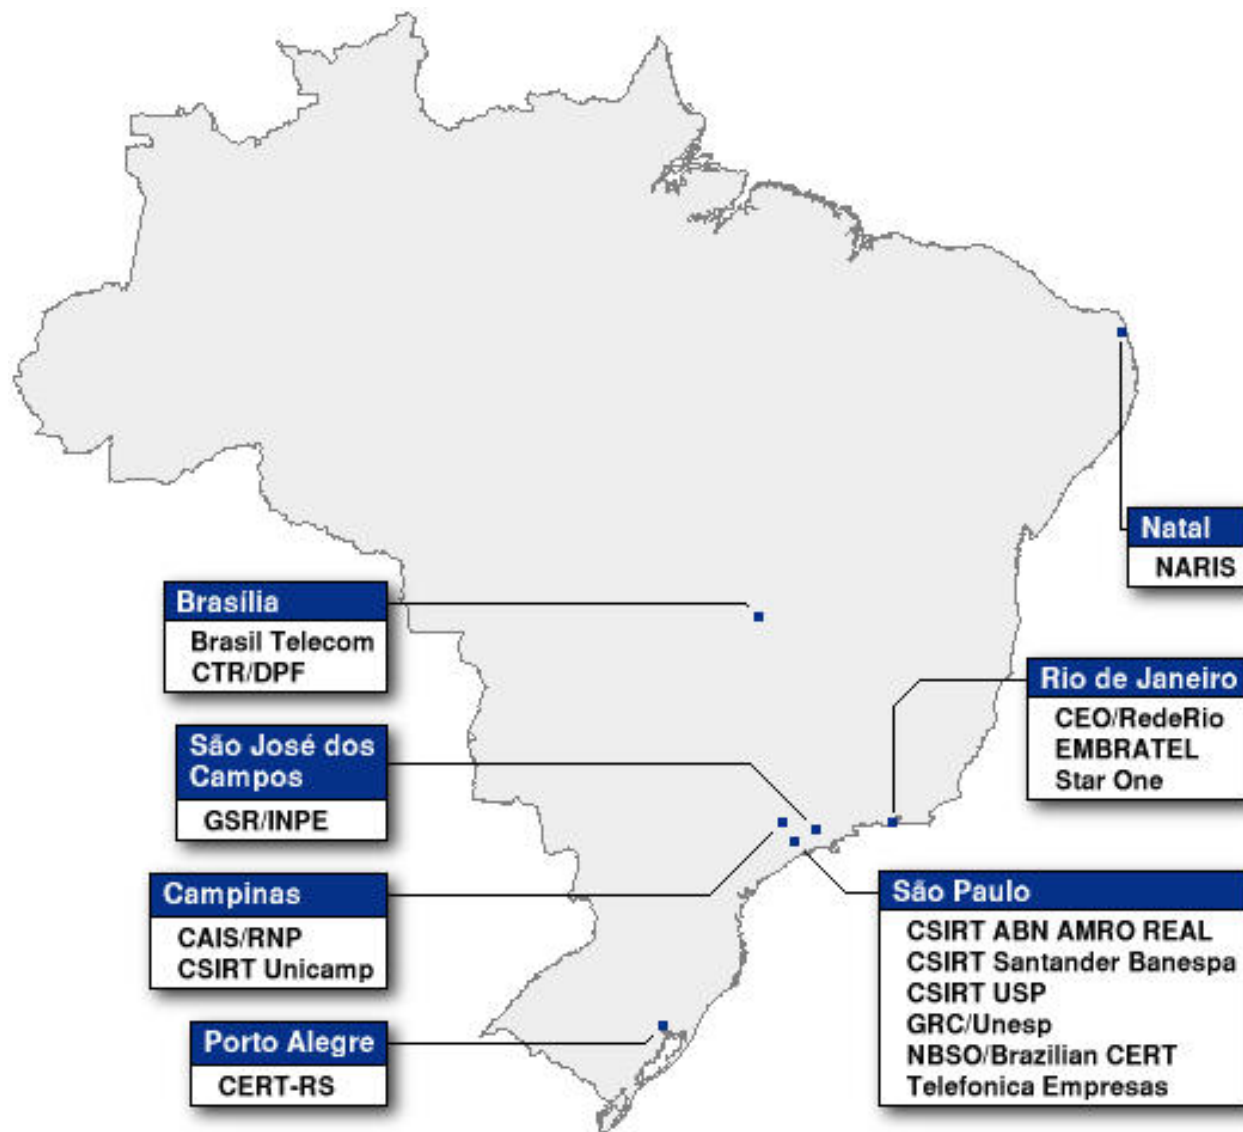 Natal
NARIS
Brasília
Brasil Telecom
CTR/DPF
Rio de Janeiro
CEO/RedeRio
EMBRATEL
Star One
São José dos
Campos
GSR/INPE
Campinas
CAIS/RNP
CSIRT Unicamp
São Paulo
CSIRT ABN AMRO REAL
CSIRT Santander Banespa
CSIRT USP
GRC/Unesp
NBSO/Brazilian CERT
Telefonica Empresas
Porto Alegre
CERT-RS